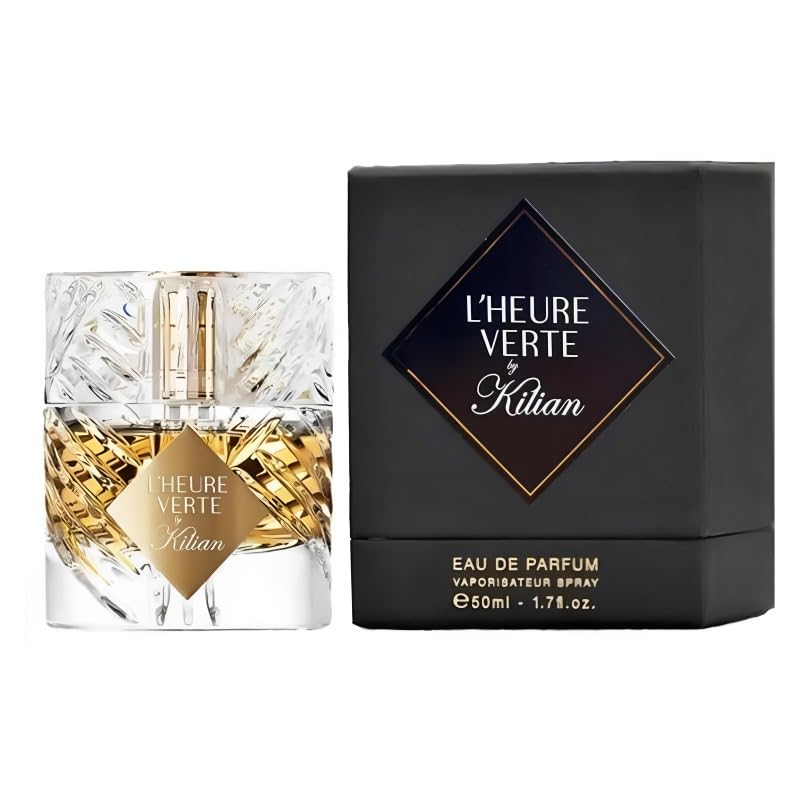 L'HEURE
VERTE
by
Kilian
L'HEURE
VERTE
by
Kilian
EAU DE PARFUM
VAPORISATEUR SPRAY
℮50ml - 1.7fl.oz.